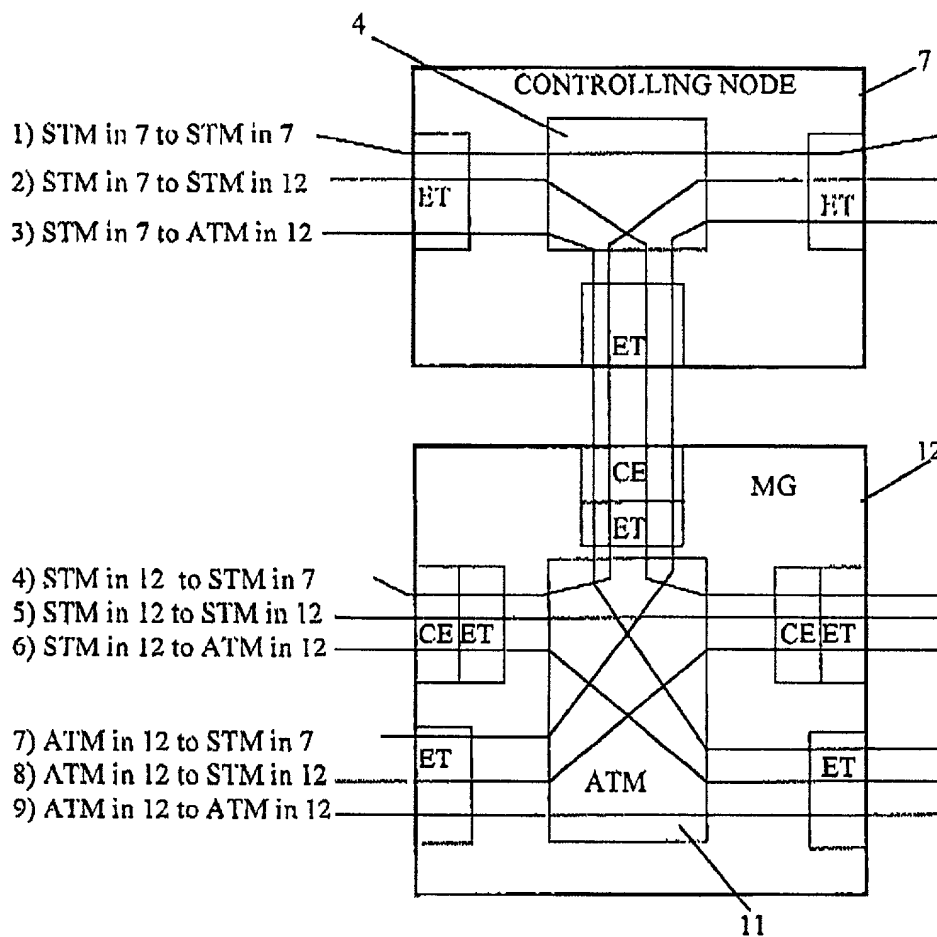 4
7
CONTROLLING NODE
1) STM in 7 to STM in 7
2) STM in 7 to STM in 12
3) STM in 7 to ATM in 12
ET
ET
ET
12
CE
MG
ET
4) STM in 12 to STM in 7
5) STM in 12 to STM in 12
6) STM in 12 to ATM in 12
CE ET
CE ET
7) ATM in 12 to STM in 7
8) ATM in 12 to STM in 12
9) ATM in 12 to ATM in 12
ET
ET
ATM
11